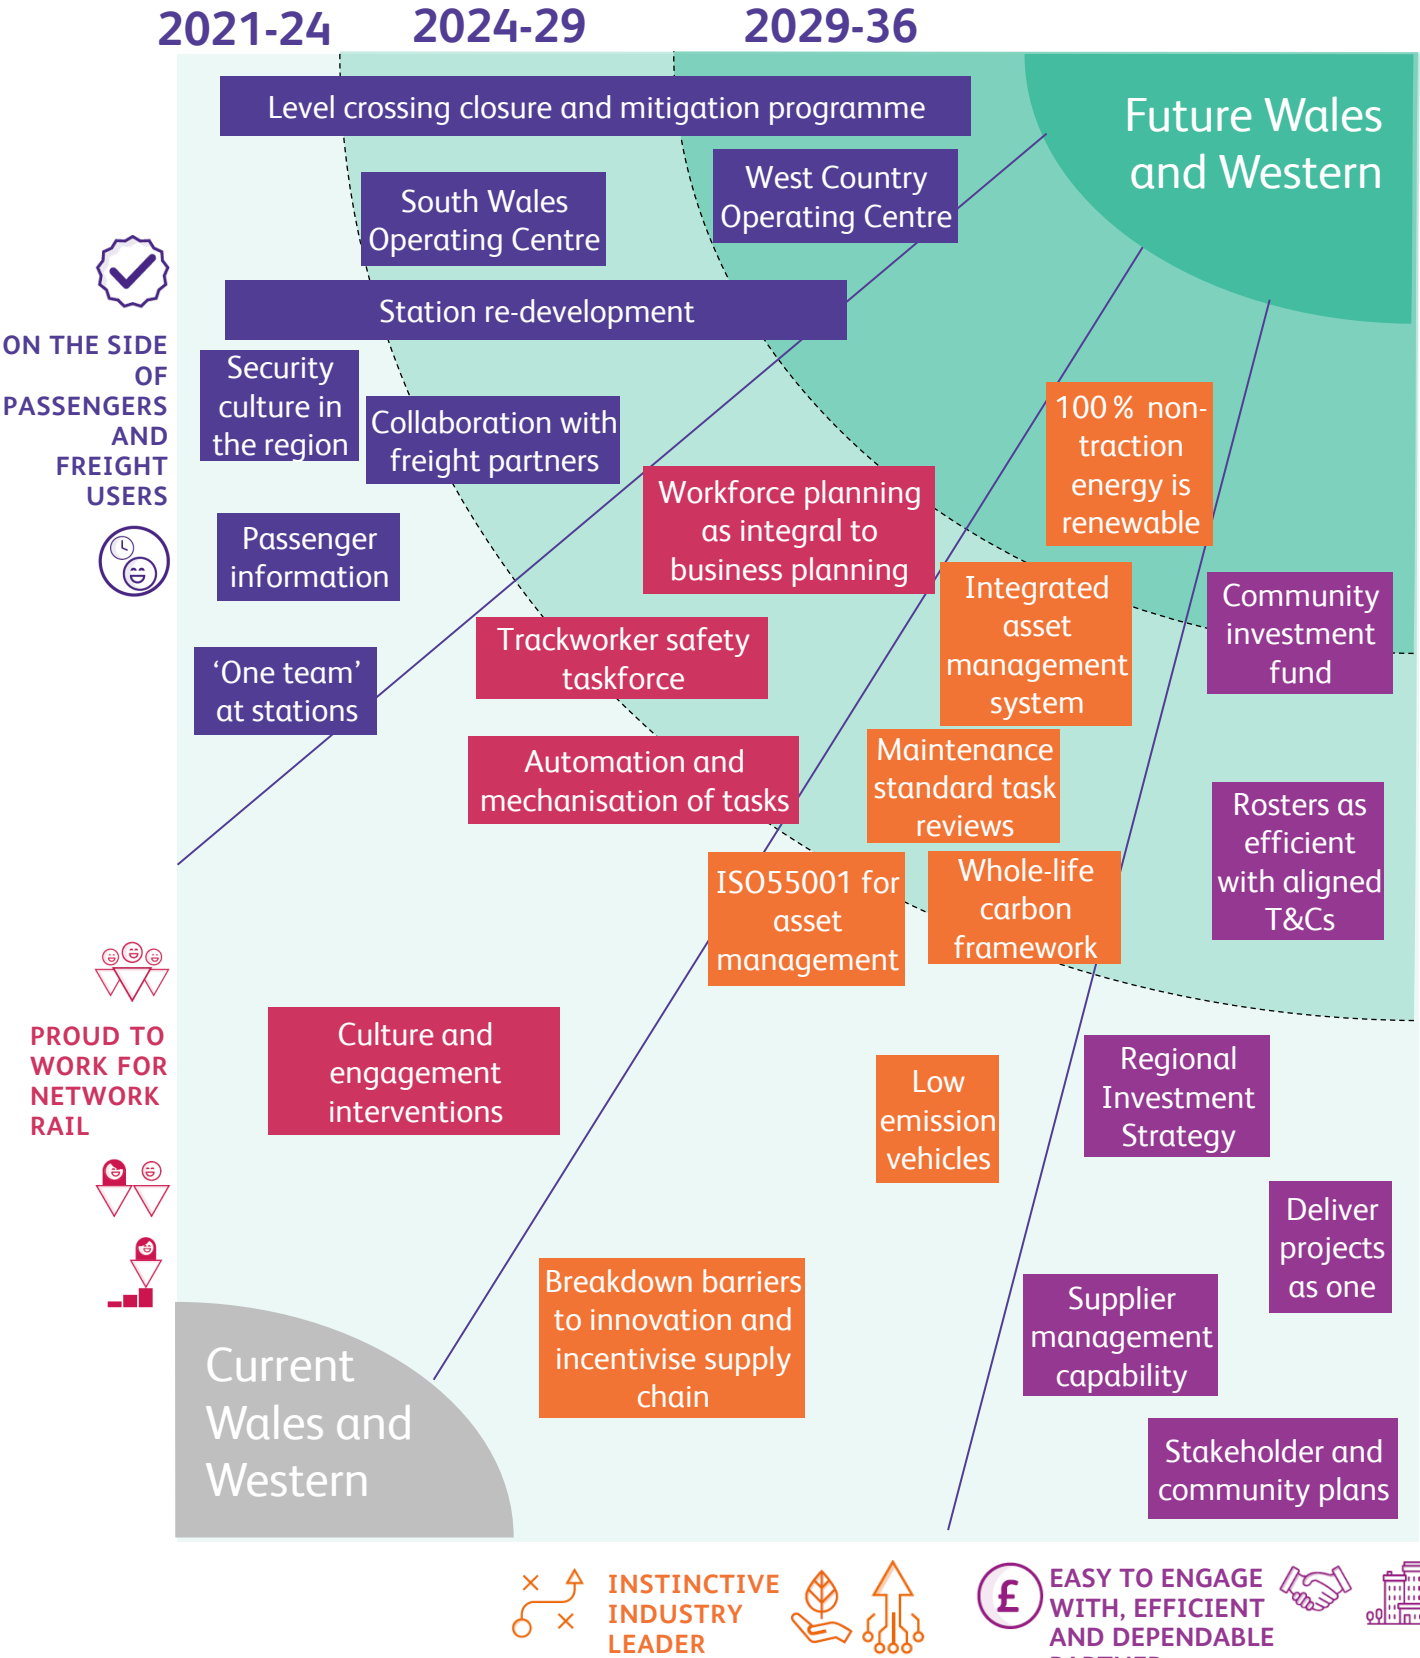 2021-24
2024-29
2029-36
Level crossing closure and mitigation programme
Future Wales
and Western
West Country
Operating Centre
South Wales
Operating Centre
Station re-development
ON THE SIDE
OF
PASSENGERS
AND
FREIGHT
USERS
Security
culture in
the region
Collaboration with
freight partners
100% non-
traction
energy is
renewable
Workforce planning
as integral to
business planning
Passenger
information
Integrated
asset
management
system
Community
investment
fund
Trackworker safety
taskforce
‘One team’
at stations
Automation and
mechanisation of tasks
Maintenance
standard task
reviews
Rosters as
efficient
with aligned
T&Cs
ISO55001 for
asset
management
Whole-life
carbon
framework
PROUD TO
WORK FOR
NETWORK
RAIL
Culture and
engagement
interventions
Low
emission
vehicles
Regional
Investment
Strategy
Deliver
projects
as one
Breakdown barriers
to innovation and
incentivise supply
chain
Supplier
management
capability
Current
Wales and
Western
Stakeholder and
community plans
INSTINCTIVE
INDUSTRY
LEADER
£
EASY TO ENGAGE
WITH, EFFICIENT
AND DEPENDABLE